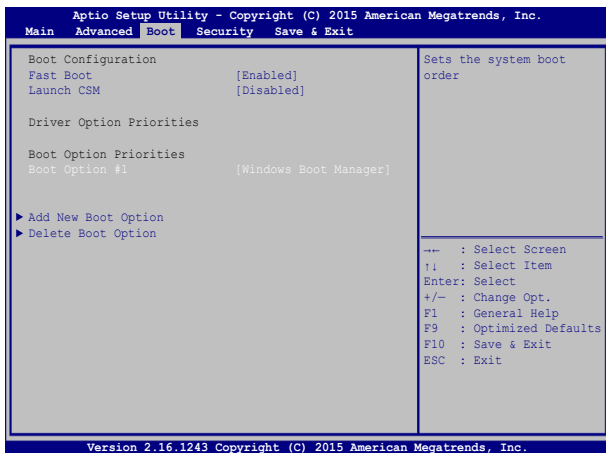 Aptio Setup Utility - Copyright (C) 2015 American Megatrends, Inc.
Main Advanced Boot Security Save & Exit
Boot Configuration
Fast Boot [Enabled]
Launch CSM [Disabled]
Driver Option Priorities
Boot Option Priorities
Boot Option #1 [Windows Boot Manager]
▶ Add New Boot Option
▶ Delete Boot Option
Sets the system boot
order
→← : Select Screen
↑↓ : Select Item
Enter: Select
+/— : Change Opt.
F1 : General Help
F9 : Optimized Defaults
F10 : Save & Exit
ESC : Exit
Version 2.16.1243 Copyright (C) 2015 American Megatrends, Inc.